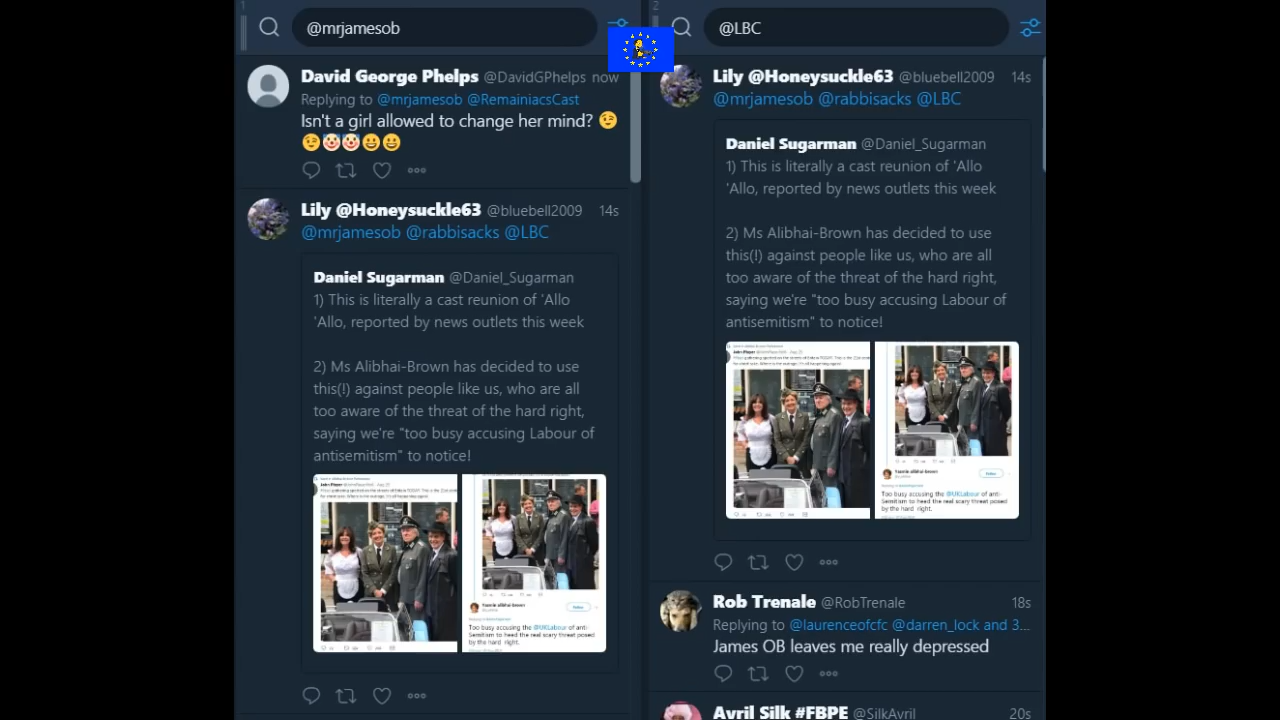 1
@mrjamesob
David George Phelps @DavidGPhelps now
Replying to @mrjamesob @RemainiacsCast
Isn't a girl allowed to change her mind? 😉
😉🤡🤡😀😀
Lily @Honeysuckle63 @bluebell2009 14s
@mrjamesob @rabbisacks @LBC
Daniel Sugarman @Daniel_Sugarman
1) This is literally a cast reunion of 'Allo
'Allo, reported by news outlets this week
2) Ms Alibhai-Brown has decided to use
this(!) against people like us, who are all
too aware of the threat of the hard right,
saying we're "too busy accusing Labour of
antisemitism" to notice!
Too busy accusing the @UKLabour of anti-
Semitism to heed the real scary threat posed
by the hard right.
2
@LBC
Lily @Honeysuckle63 @bluebell2009 14s
@mrjamesob @rabbisacks @LBC
Daniel Sugarman @Daniel_Sugarman
1) This is literally a cast reunion of 'Allo
'Allo, reported by news outlets this week
2) Ms Alibhai-Brown has decided to use
this(!) against people like us, who are all
too aware of the threat of the hard right,
saying we're "too busy accusing Labour of
antisemitism" to notice!
Too busy accusing the @UKLabour of anti-
Semitism to heed the real scary threat posed
by the hard right.
Rob Trenale @RobTrenale 18s
Replying to @laurenceofcfc @darren_lock and 3...
James OB leaves me really depressed
Avril Silk #FBPE @SilkAvril 20s